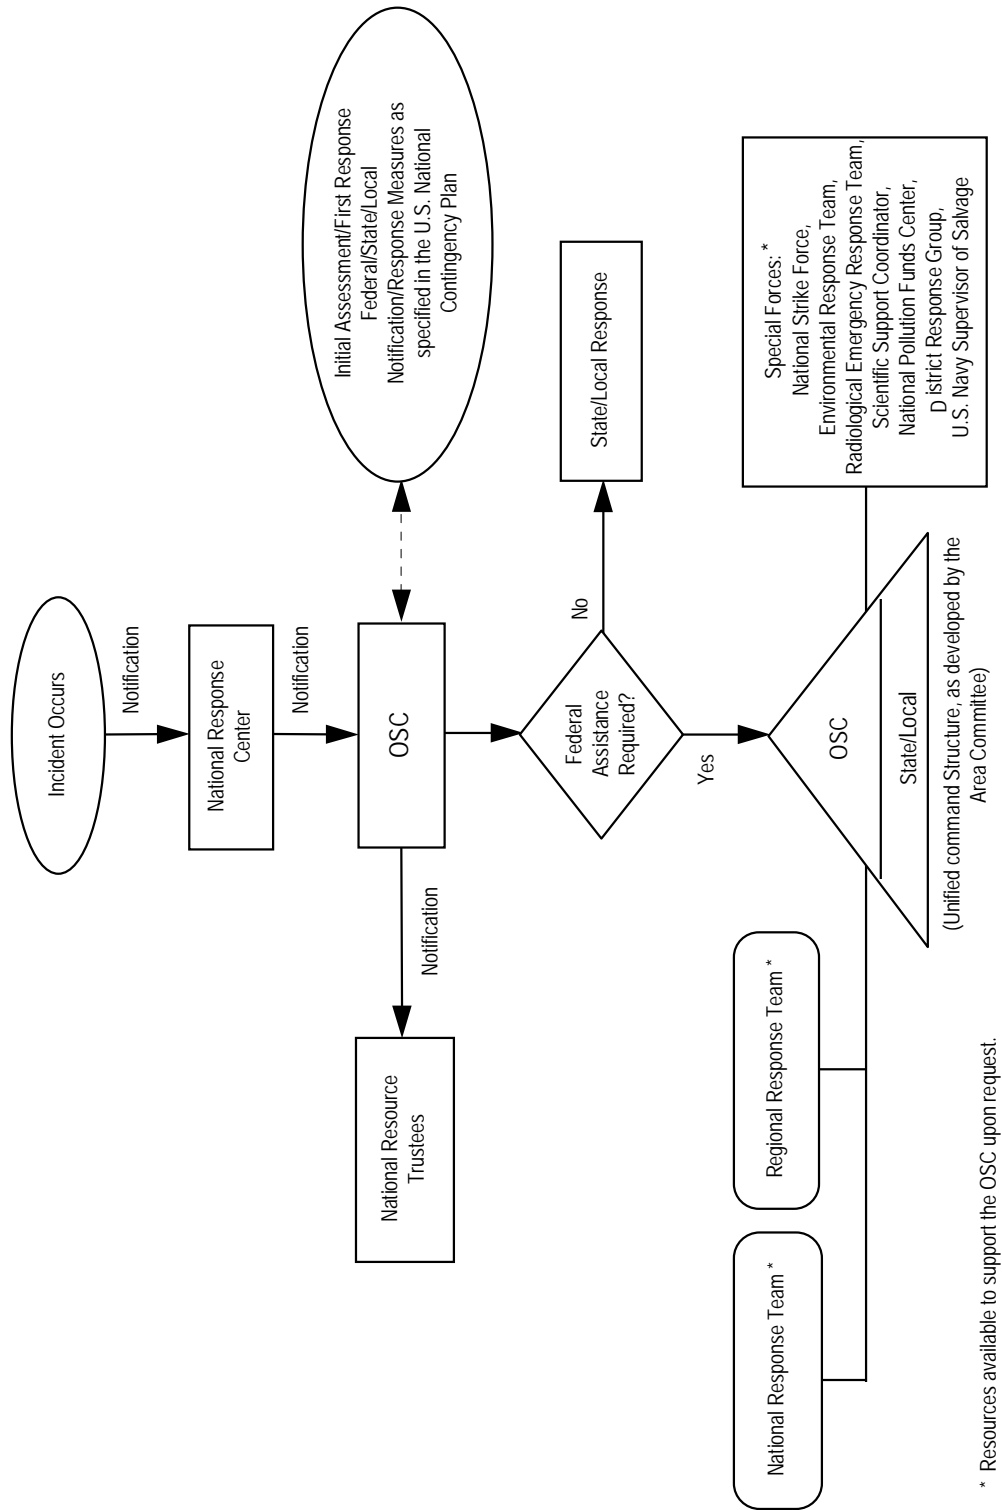 Incident Occurs
Notification
National Response
Center
Notification
OSC
Initial Assessment/First Response
Federal/State/Local
Notification/Response Measures as
specified in the U.S. National
Contingency Plan
Notification
National Resource
Trustees
Federal
Assistance
Required?
No
State/Local Response
Yes
OSC
State/Local
(Unified command Structure, as developed by the
Area Committee)
National Response Team *
Regional Response Team *
Special Forces: *
National Strike Force,
Environmental Response Team,
Radiological Emergency Response Team,
Scientific Support Coordinator,
National Pollution Funds Center,
D istrict Response Group,
U.S. Navy Supervisor of Salvage
* Resources available to support the OSC upon request.